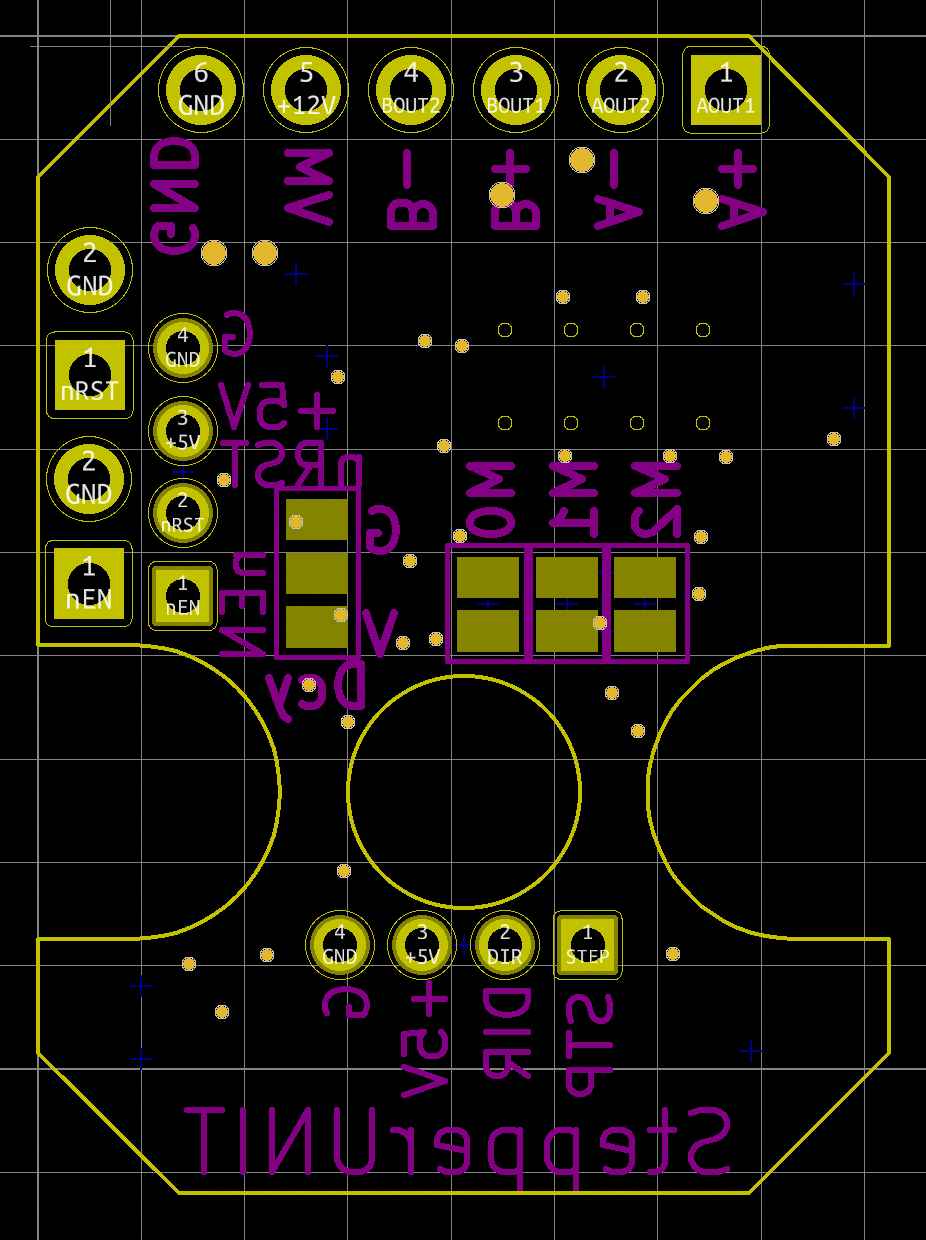 6 5 4 3 2 1
GND +12V BOUT2 BOUT1 AOUT2 AOUT1
GND MV B- B+ A- A+
2
GND
G
4
GND
1
nRST
+5V
3
+5V
nRST
2
GND
M0 M1 M2
2
nRST
G
nEN
1
nEN
1
nEN
V
Dcy
4 3 2 1
GND +5V DIR STEP
G +5V DIR STP
StepperUNIT